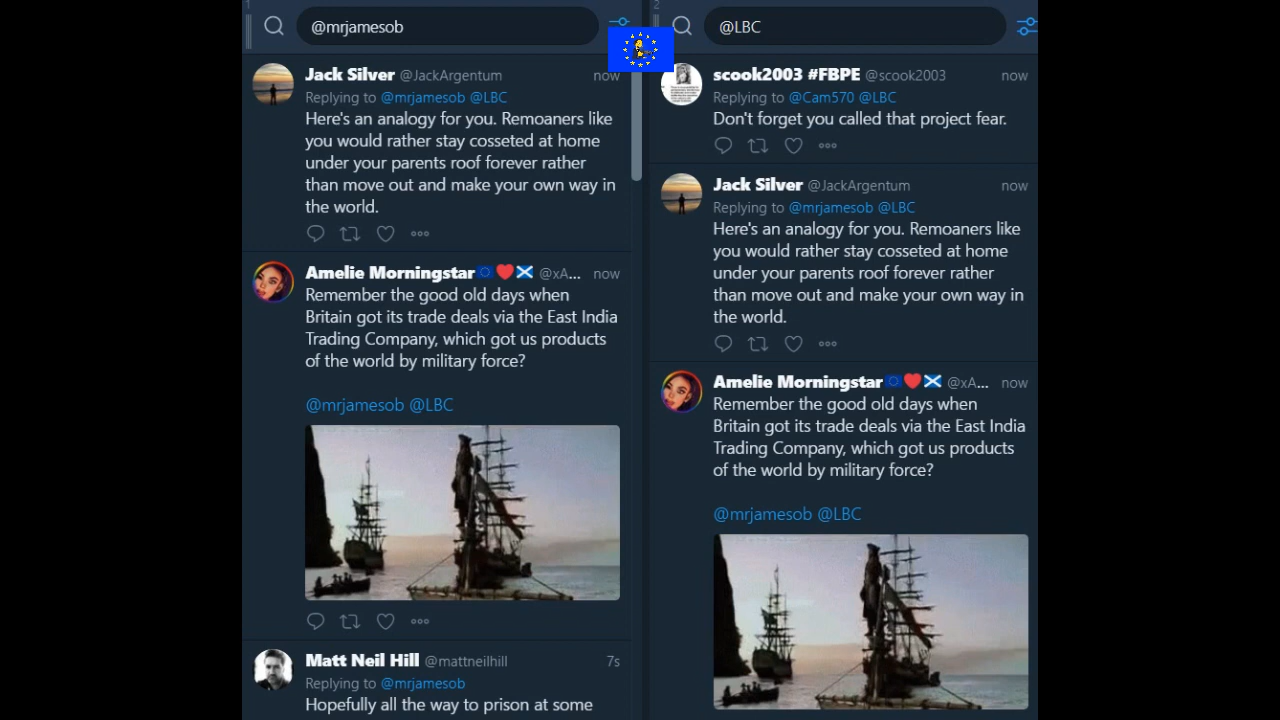 1
@mrjamesob
Jack Silver @JackArgentum now
Replying to @mrjamesob @LBC
Here's an analogy for you. Remoaners like
you would rather stay cosseted at home
under your parents roof forever rather
than move out and make your own way in
the world.
Amelie Morningstar🇪🇺❤️🏴󠁧󠁢󠁳󠁣󠁴󠁿 @xA... now
Remember the good old days when
Britain got its trade deals via the East India
Trading Company, which got us products
of the world by military force?
@mrjamesob @LBC
Matt Neil Hill @mattneilhill 7s
Replying to @mrjamesob
Hopefully all the way to prison at some
2
@LBC
scook2003 #FBPE @scook2003 now
Replying to @Cam570 @LBC
Don't forget you called that project fear.
Jack Silver @JackArgentum now
Replying to @mrjamesob @LBC
Here's an analogy for you. Remoaners like
you would rather stay cosseted at home
under your parents roof forever rather
than move out and make your own way in
the world.
Amelie Morningstar🇪🇺❤️🏴󠁧󠁢󠁳󠁣󠁴󠁿 @xA... now
Remember the good old days when
Britain got its trade deals via the East India
Trading Company, which got us products
of the world by military force?
@mrjamesob @LBC